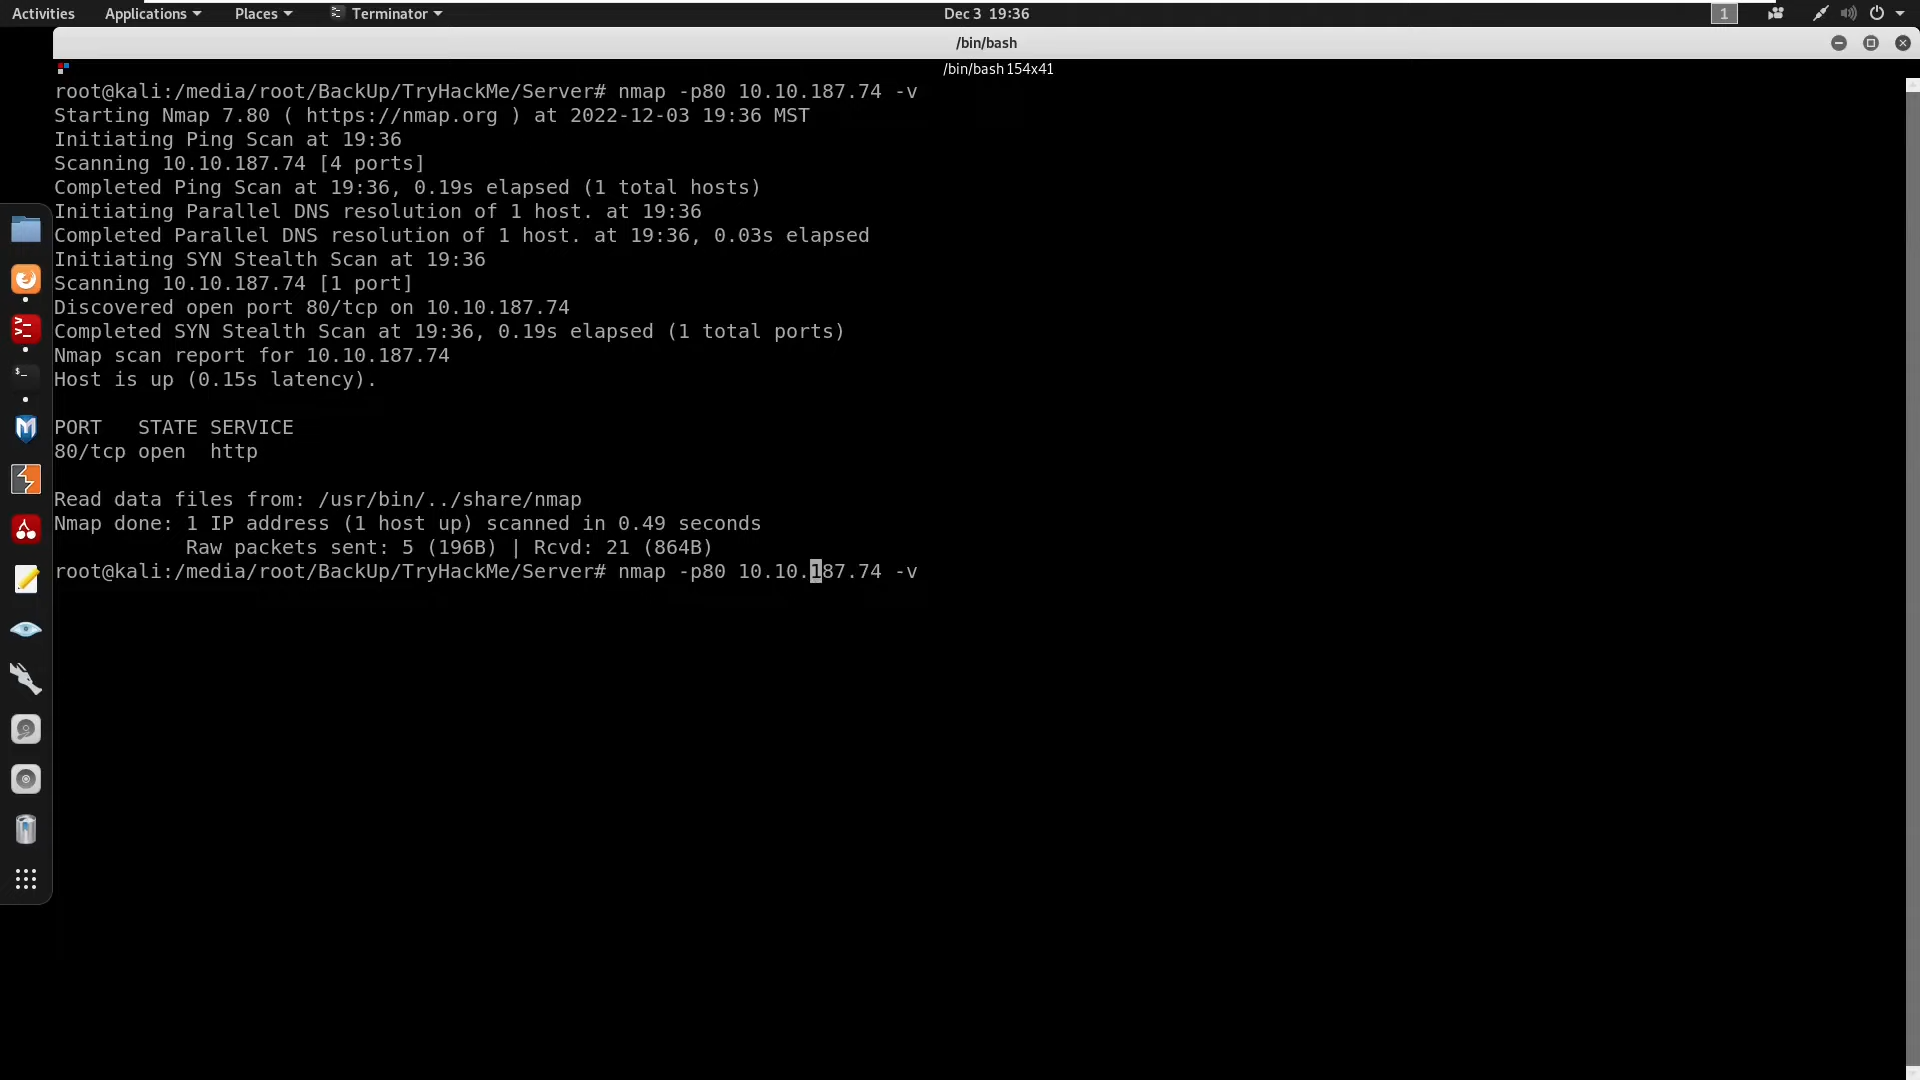 Activities Applications Places Terminator Dec 3 19:36 1
/bin/bash
/bin/bash 154x41
root@kali:/media/root/BackUp/TryHackMe/Server# nmap -p80 10.10.187.74 -v
Starting Nmap 7.80 ( https://nmap.org ) at 2022-12-03 19:36 MST
Initiating Ping Scan at 19:36
Scanning 10.10.187.74 [4 ports]
Completed Ping Scan at 19:36, 0.19s elapsed (1 total hosts)
Initiating Parallel DNS resolution of 1 host. at 19:36
Completed Parallel DNS resolution of 1 host. at 19:36, 0.03s elapsed
Initiating SYN Stealth Scan at 19:36
Scanning 10.10.187.74 [1 port]
Discovered open port 80/tcp on 10.10.187.74
Completed SYN Stealth Scan at 19:36, 0.19s elapsed (1 total ports)
Nmap scan report for 10.10.187.74
Host is up (0.15s latency).
PORT   STATE SERVICE
80/tcp open  http
Read data files from: /usr/bin/../share/nmap
Nmap done: 1 IP address (1 host up) scanned in 0.49 seconds
           Raw packets sent: 5 (196B) | Rcvd: 21 (864B)
root@kali:/media/root/BackUp/TryHackMe/Server# nmap -p80 10.10.187.74 -v